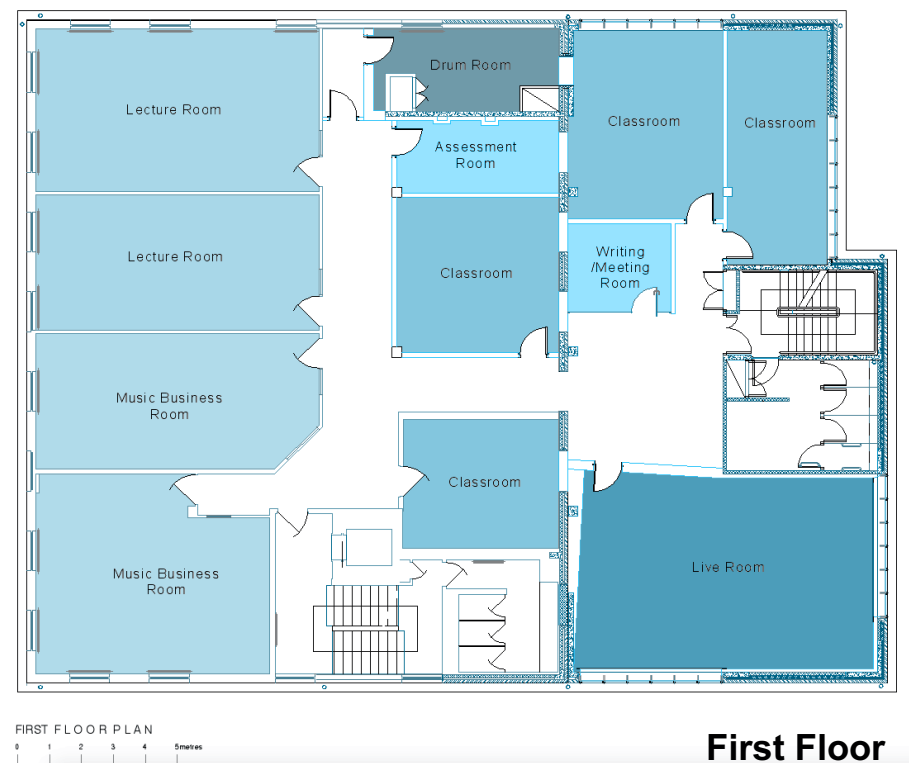 Lecture Room
Drum Room
Classroom
Classroom
Assessment
Room
Lecture Room
Classroom
Writing
/Meeting
Room
Music Business
Room
Classroom
Music Business
Room
Live Room
FIRST FLOOR PLAN
0 1 2 3 4 5metres
First Floor